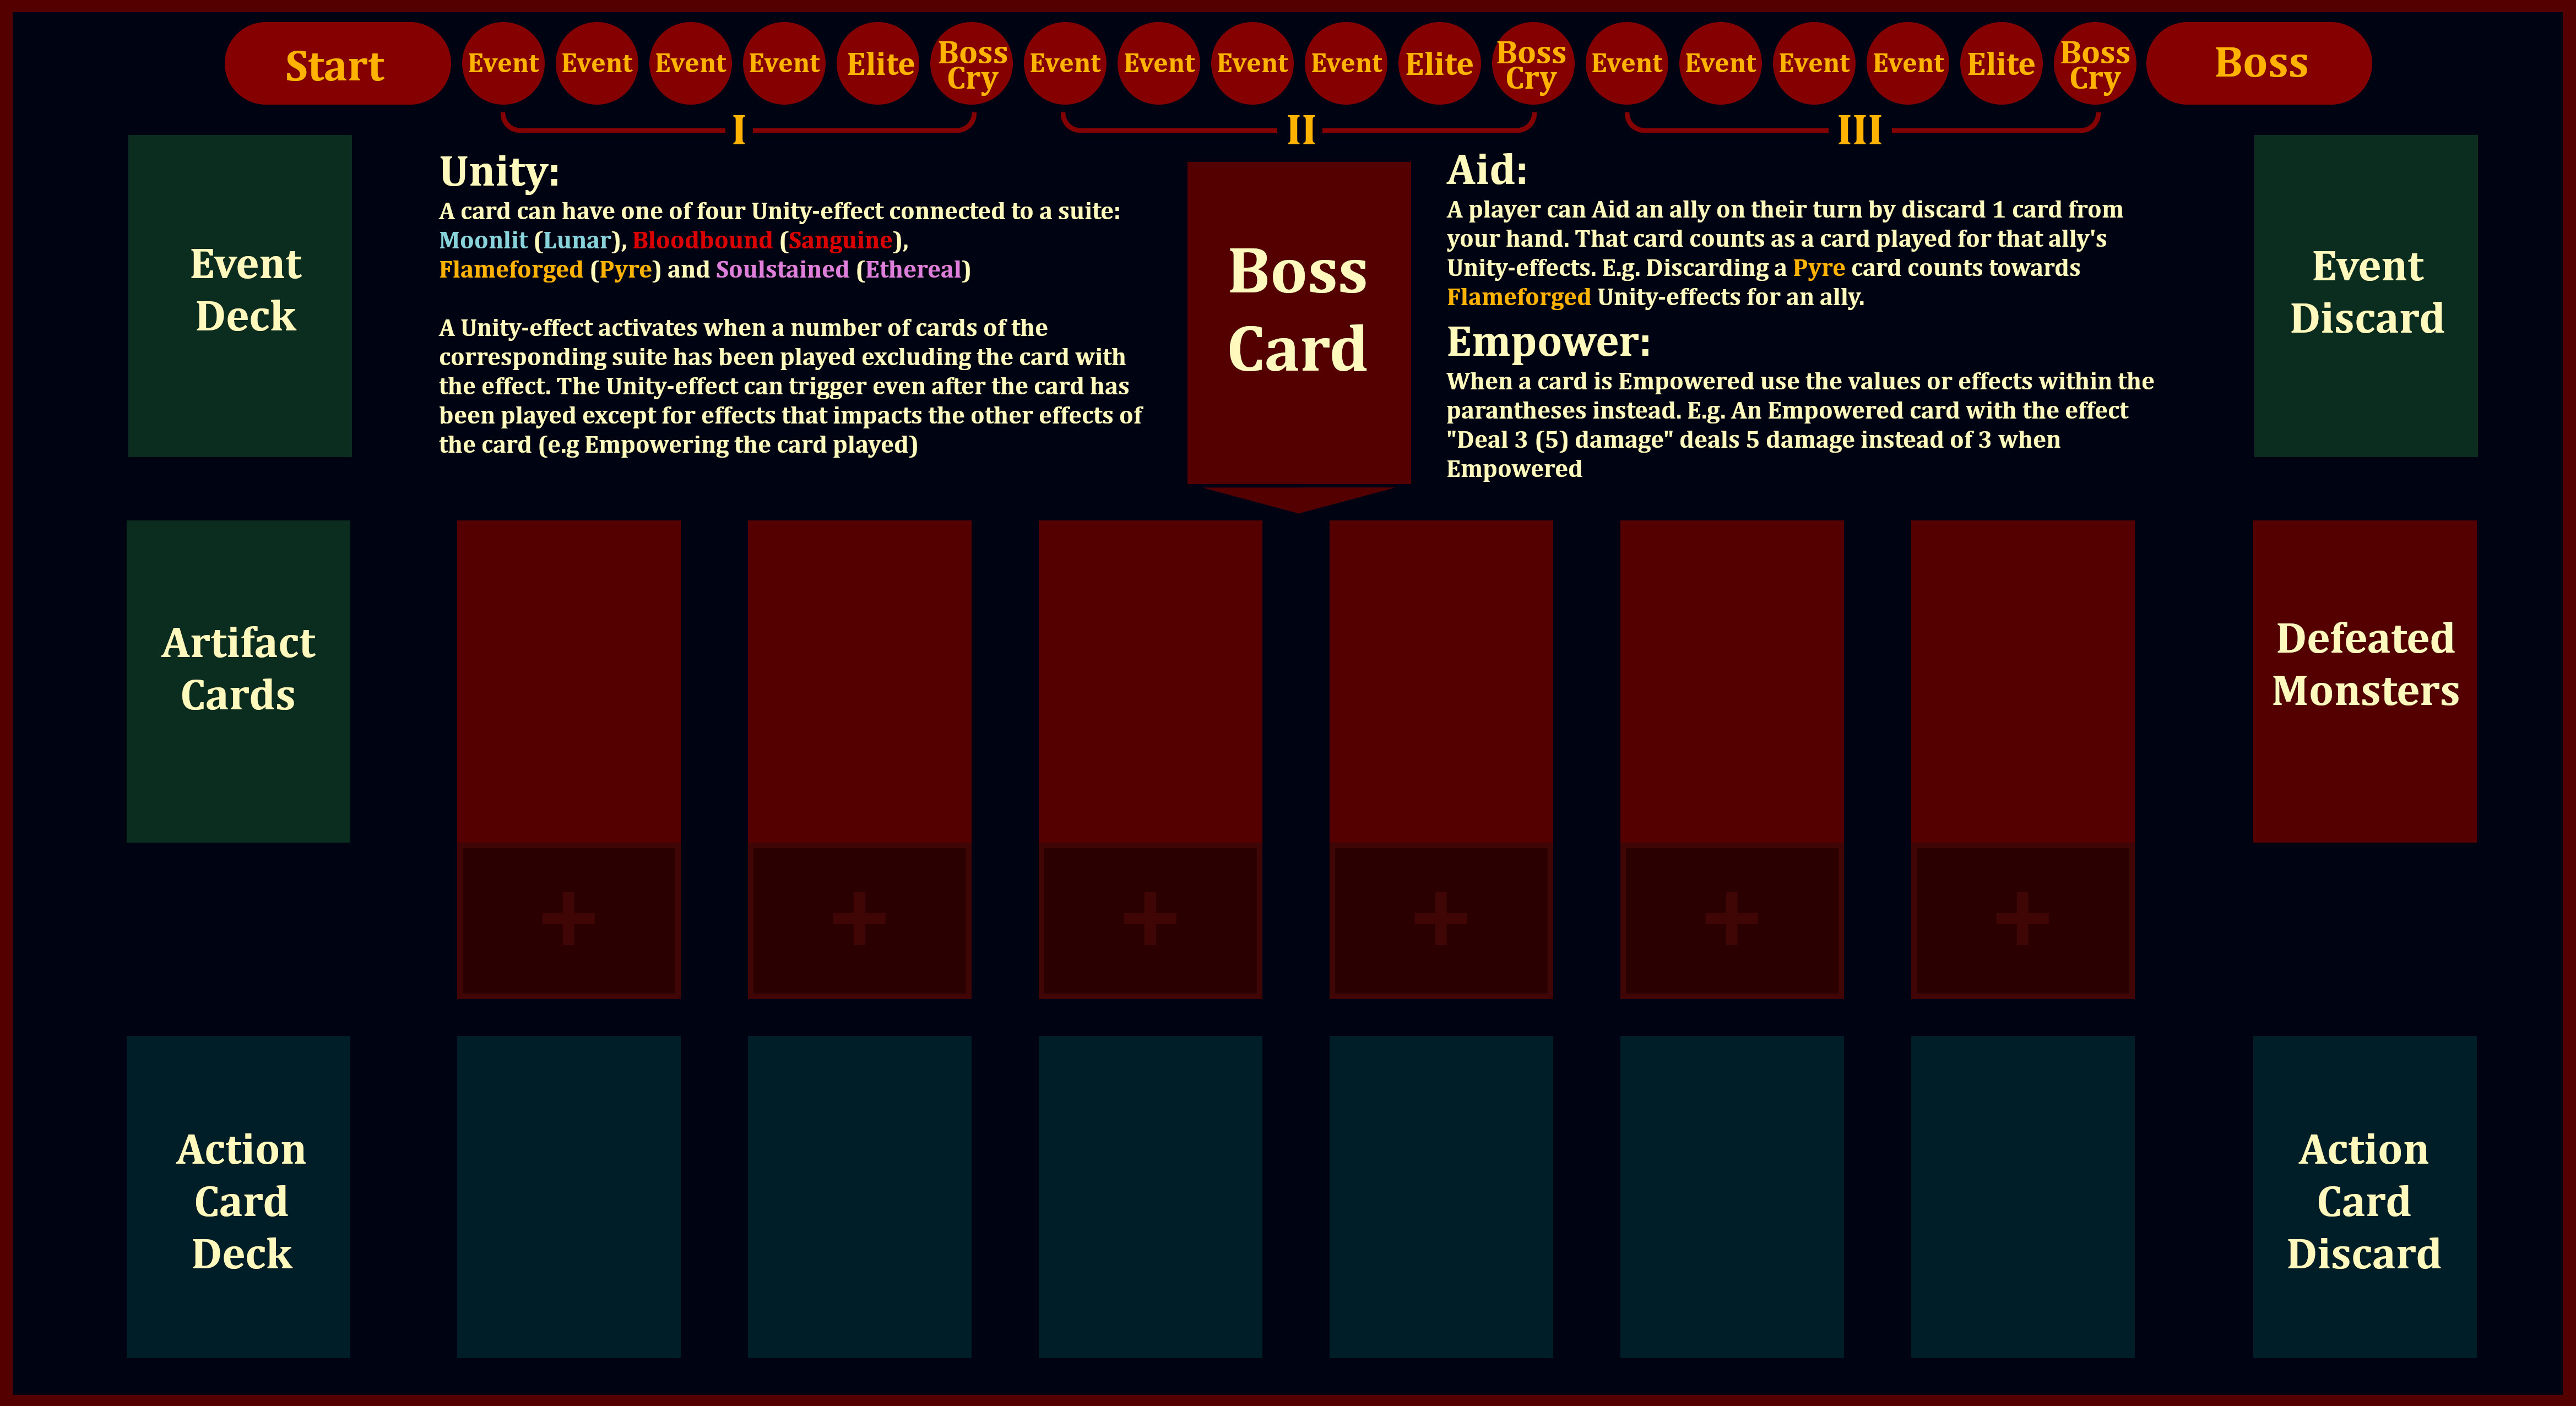 Start Event Event Event Event Elite Boss Cry Event Event Event Event Elite Boss Cry Event Event Event Event Elite Boss Cry Boss
I II III
Event
Deck
Unity:
A card can have one of four Unity-effect connected to a suite:
Moonlit (Lunar), Bloodbound (Sanguine),
Flameforged (Pyre) and Soulstained (Ethereal)
A Unity-effect activates when a number of cards of the
corresponding suite has been played excluding the card with
the effect. The Unity-effect can trigger even after the card has
been played except for effects that impacts the other effects of
the card (e.g Empowering the card played)
Boss
Card
Aid:
A player can Aid an ally on their turn by discard 1 card from
your hand. That card counts as a card played for that ally's
Unity-effects. E.g. Discarding a Pyre card counts towards
Flameforged Unity-effects for an ally.
Empower:
When a card is Empowered use the values or effects within the
parantheses instead. E.g. An Empowered card with the effect
"Deal 3 (5) damage" deals 5 damage instead of 3 when
Empowered
Event
Discard
Artifact
Cards
Defeated
Monsters
+ + + + + +
Action
Card
Deck
Action
Card
Discard